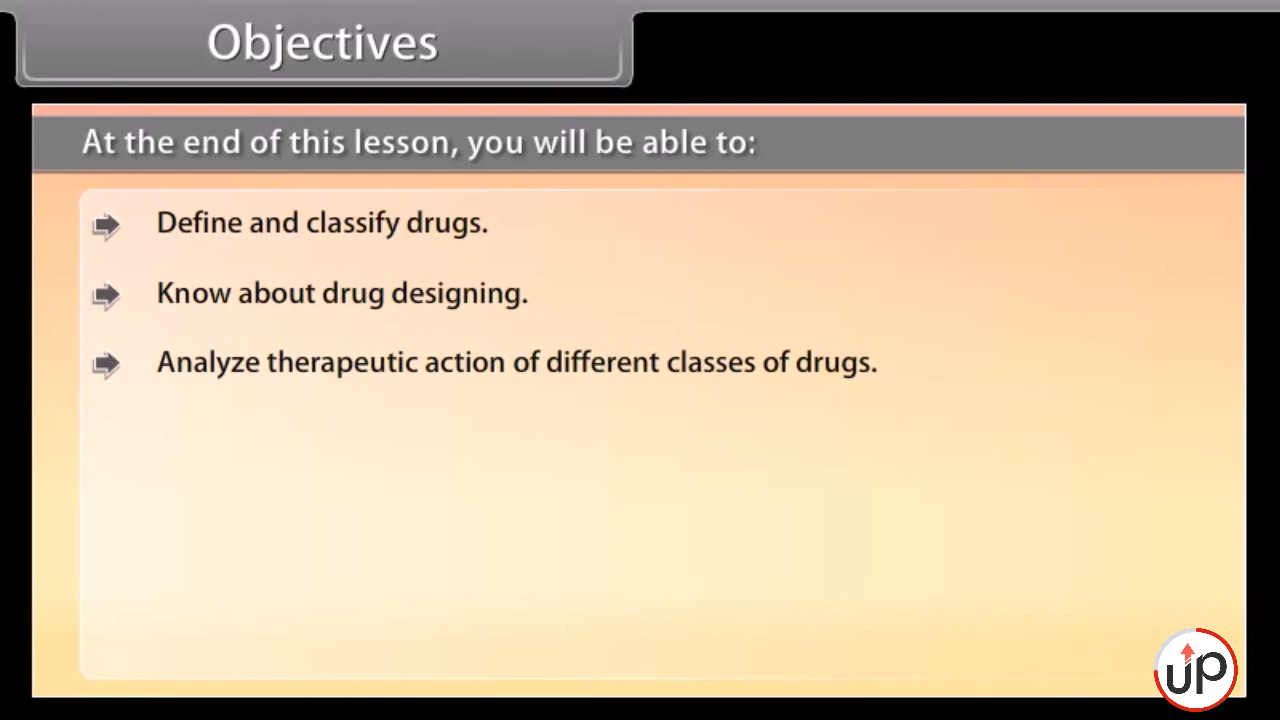 Objectives
At the end of this lesson, you will be able to:
Define and classify drugs.
Know about drug designing.
Analyze therapeutic action of different classes of drugs.
UP